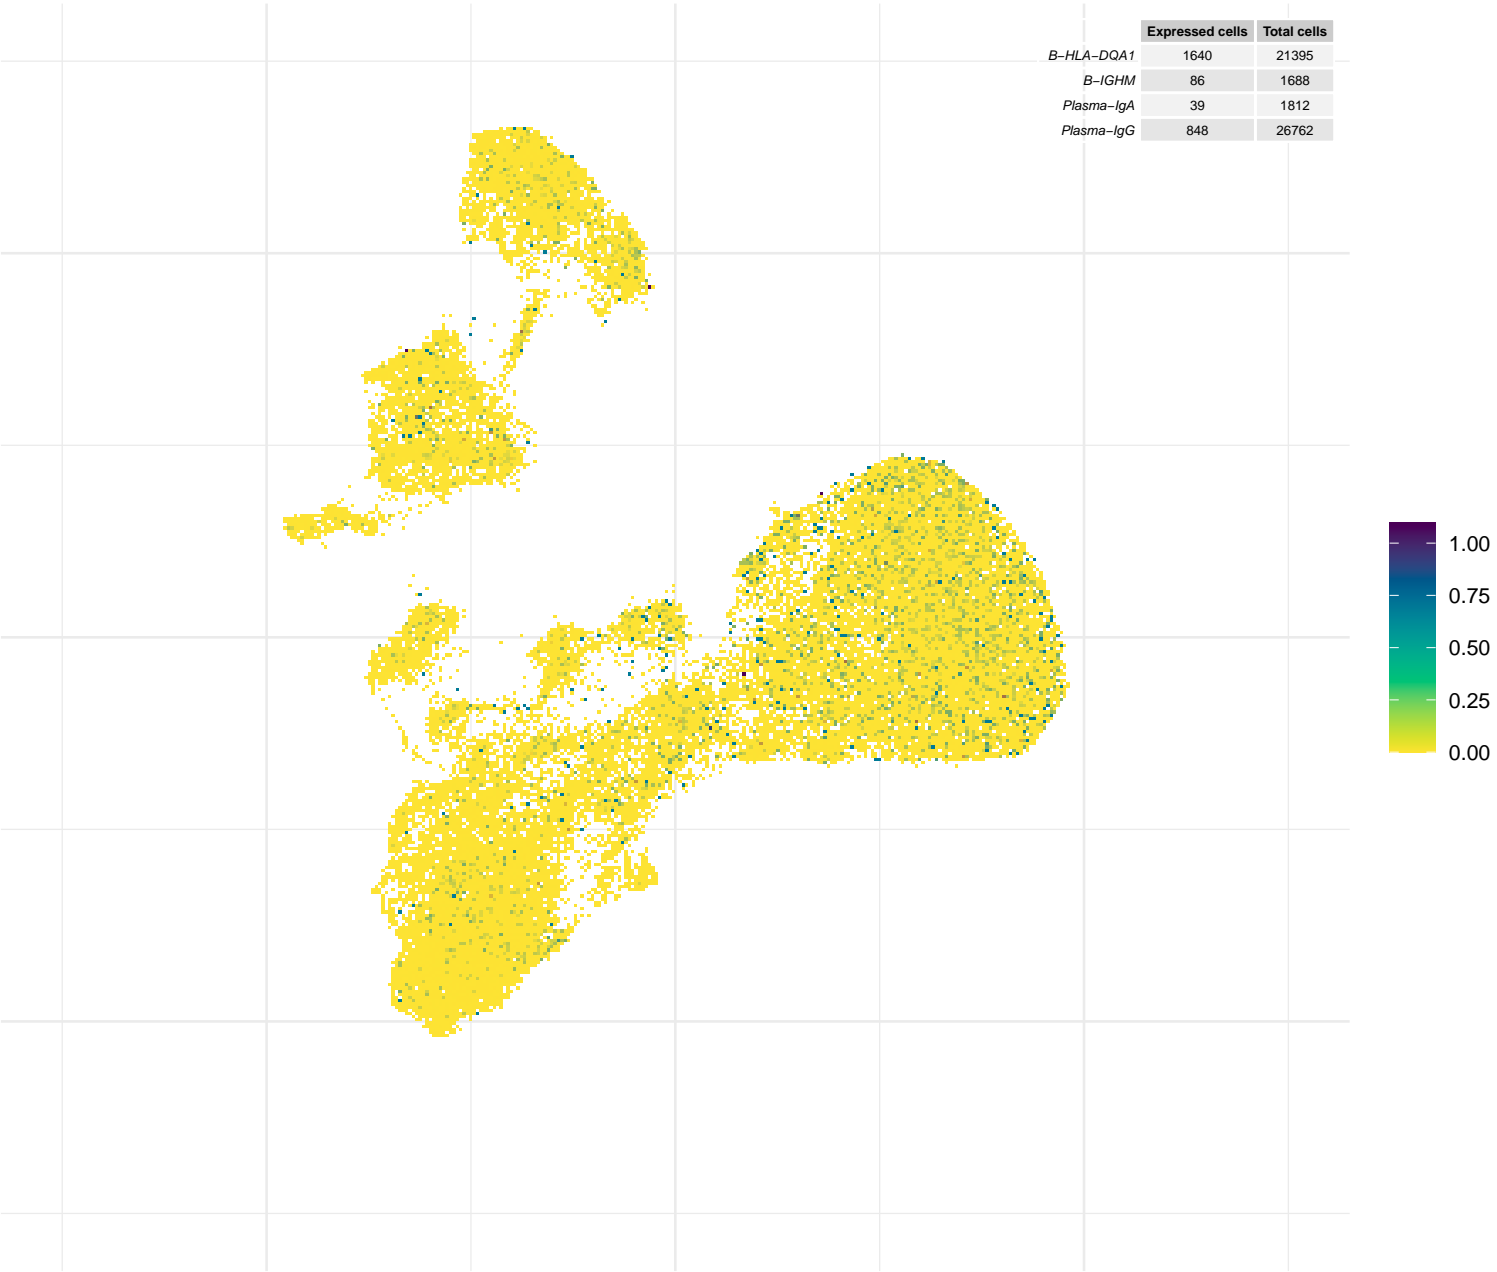 Expressed cells Total cells
B−HLA−DQA1 1640 21395
B−IGHM 86 1688
Plasma−IgA 39 1812
Plasma−IgG 848 26762
1.00
0.75
0.50
0.25
0.00